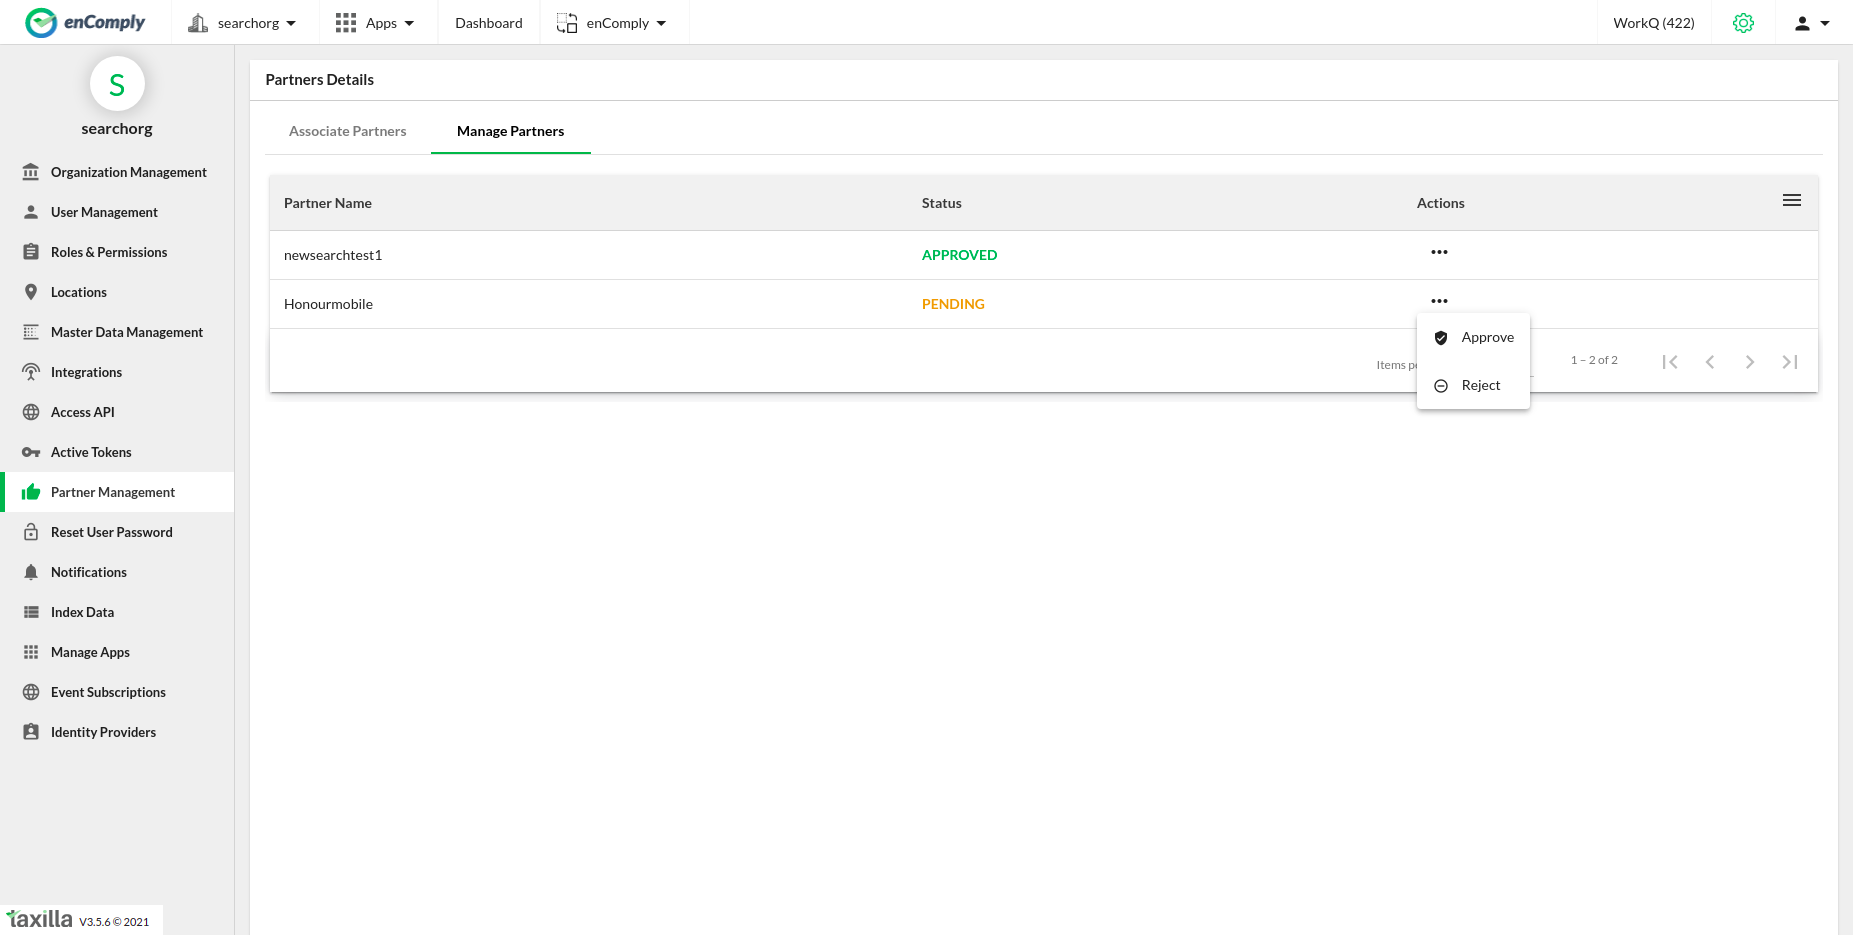 enComply
searchorg
Apps
Dashboard
enComply
WorkQ (422)
S
searchorg
Organization Management
User Management
Roles & Permissions
Locations
Master Data Management
Integrations
Access API
Active Tokens
Partner Management
Reset User Password
Notifications
Index Data
Manage Apps
Event Subscriptions
Identity Providers
taxilla V3.5.6 © 2021
Partners Details
Associate Partners
Manage Partners
Partner Name
Status
Actions
newsearchtest1
APPROVED
Honourmobile
PENDING
Approve
Reject
Items
1 – 2 of 2